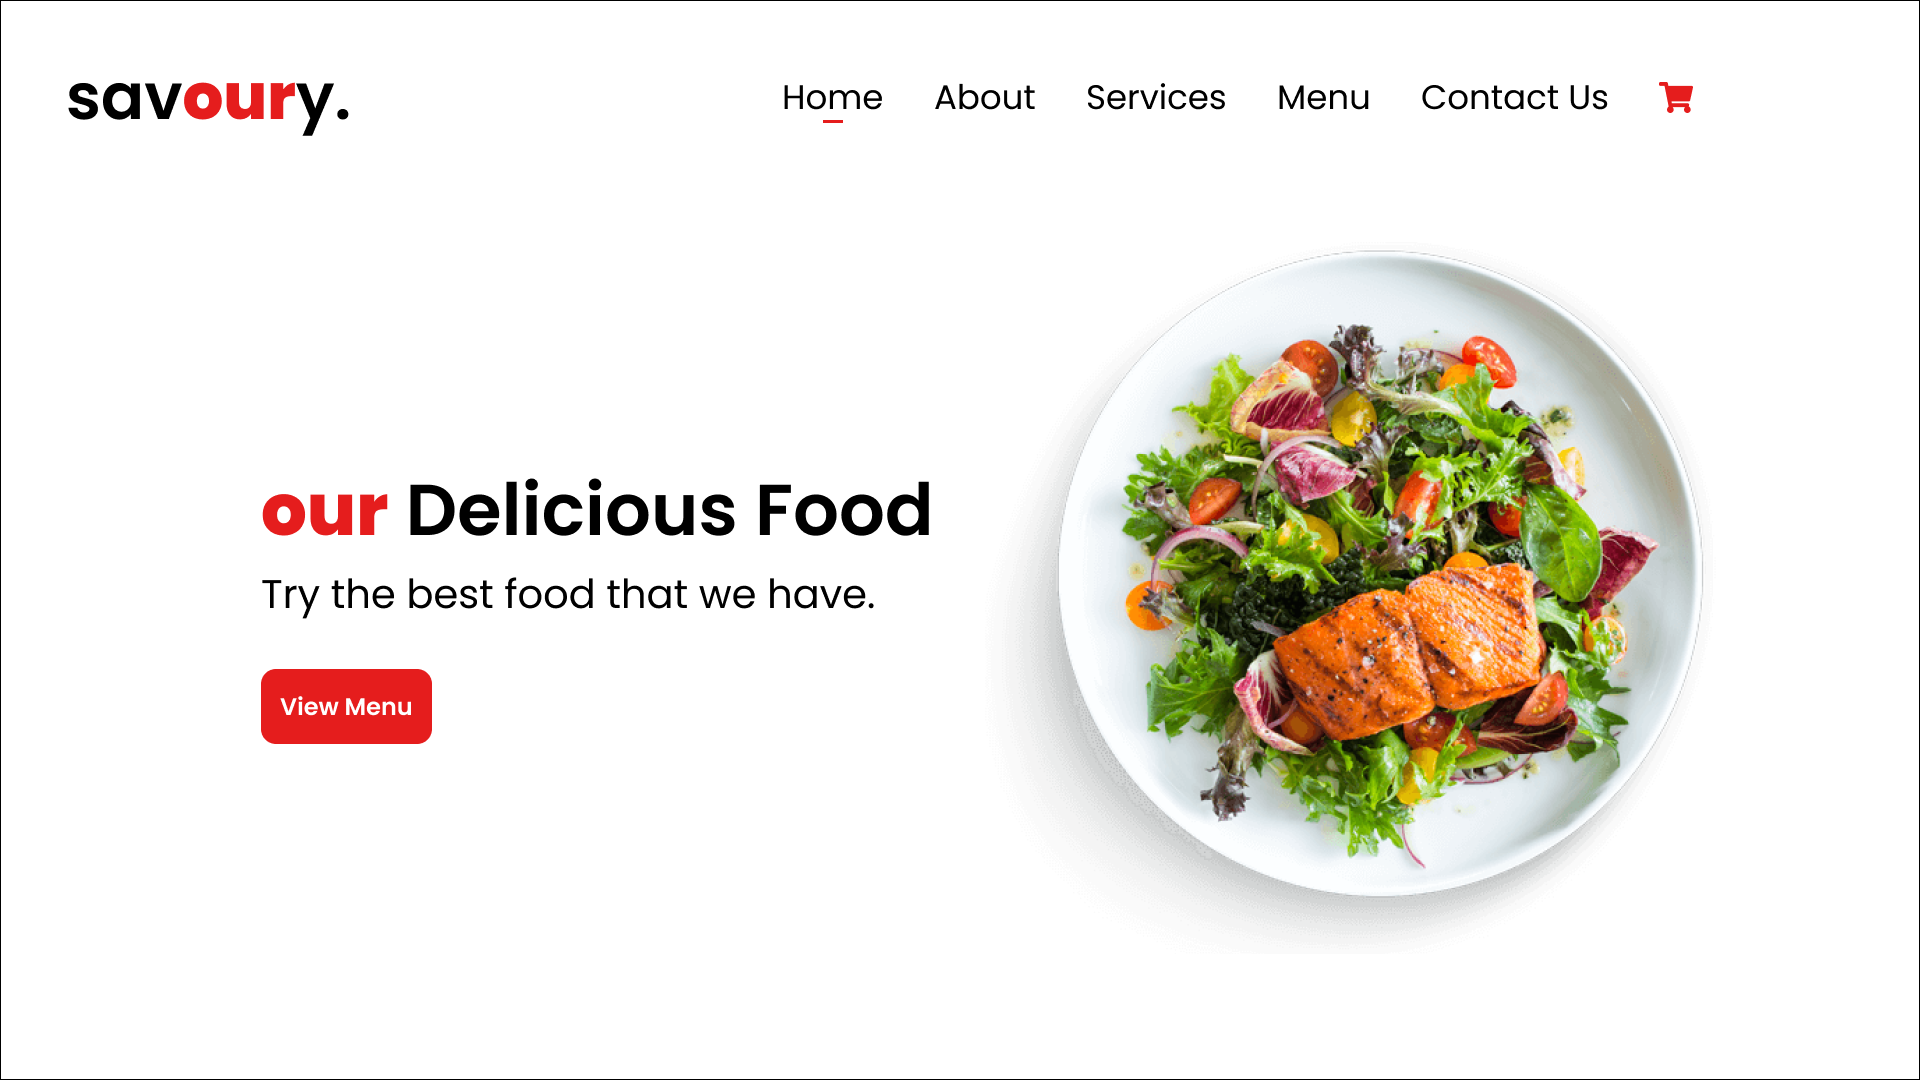 savoury.
Home About Services Menu Contact Us
our Delicious Food
Try the best food that we have.
View Menu